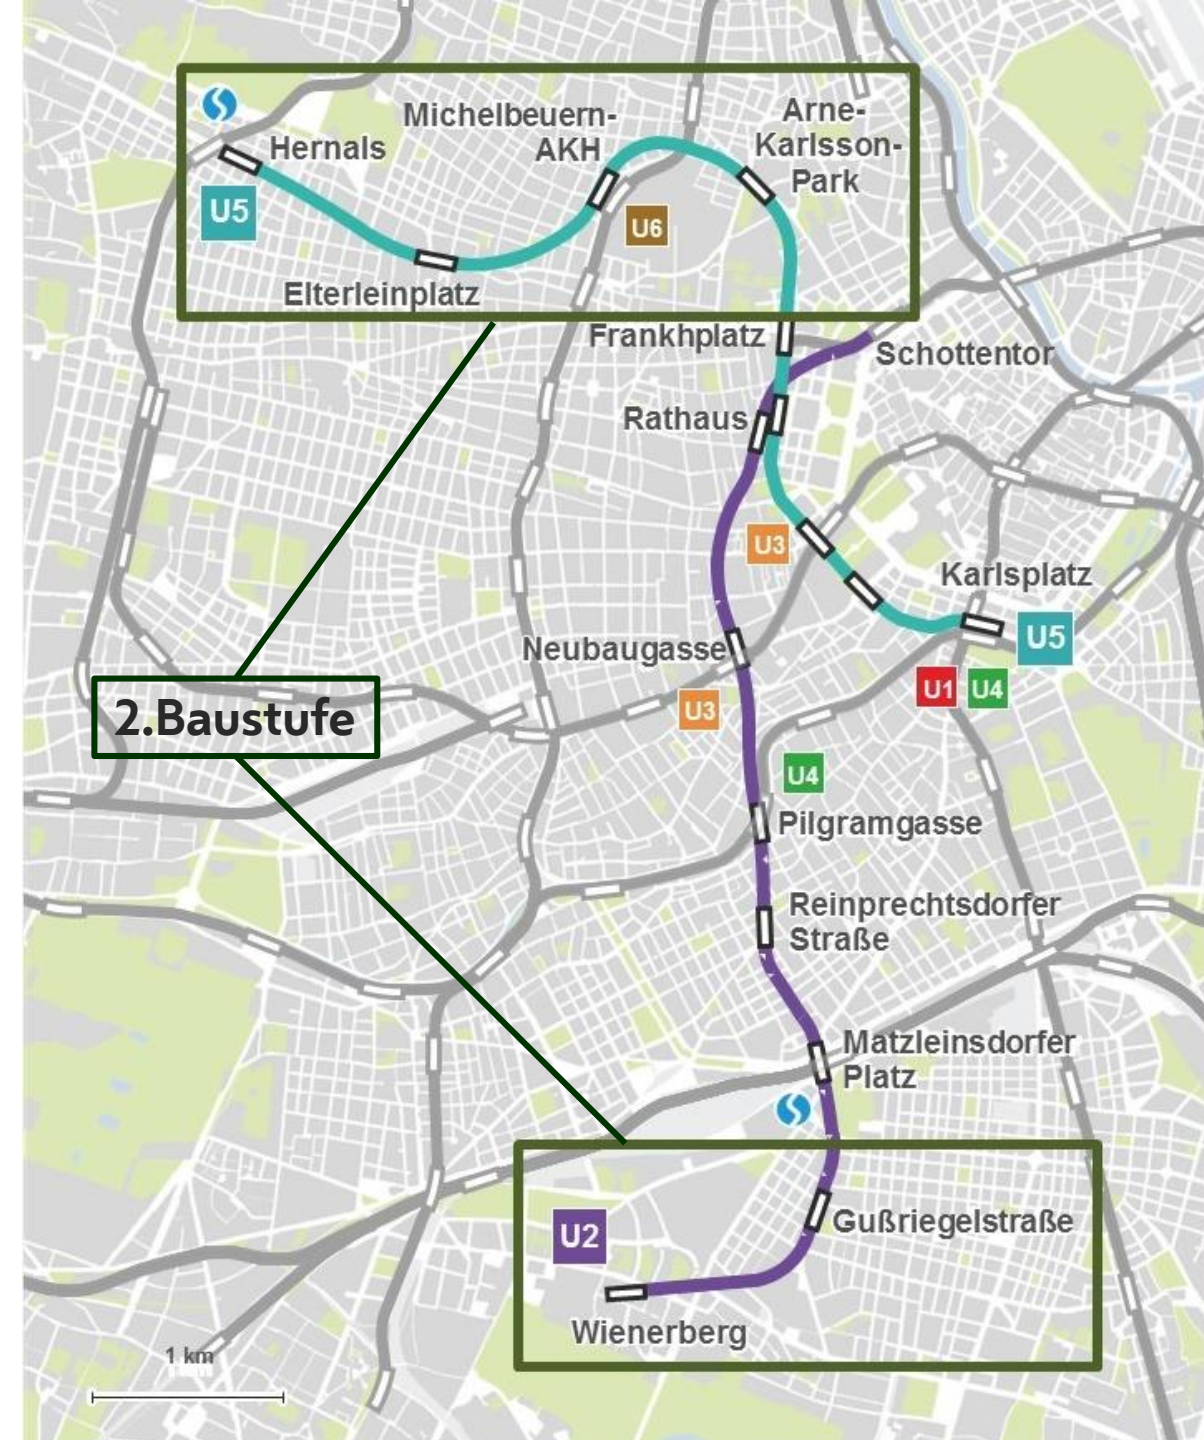 Michelbeuern-
AKH
Arne-
Karlsson-
Park
Hernals
U5
U6
Elterleinplatz
Frankhplatz
Schottentor
Rathaus
U3
Karlsplatz
U5
Neubaugasse
U1
U4
U3
2.Baustufe
U4
Pilgramgasse
Reinprechtsdorfer
Straße
Matzleinsdorfer
Platz
Gußriegelstraße
U2
Wienerberg
1 km